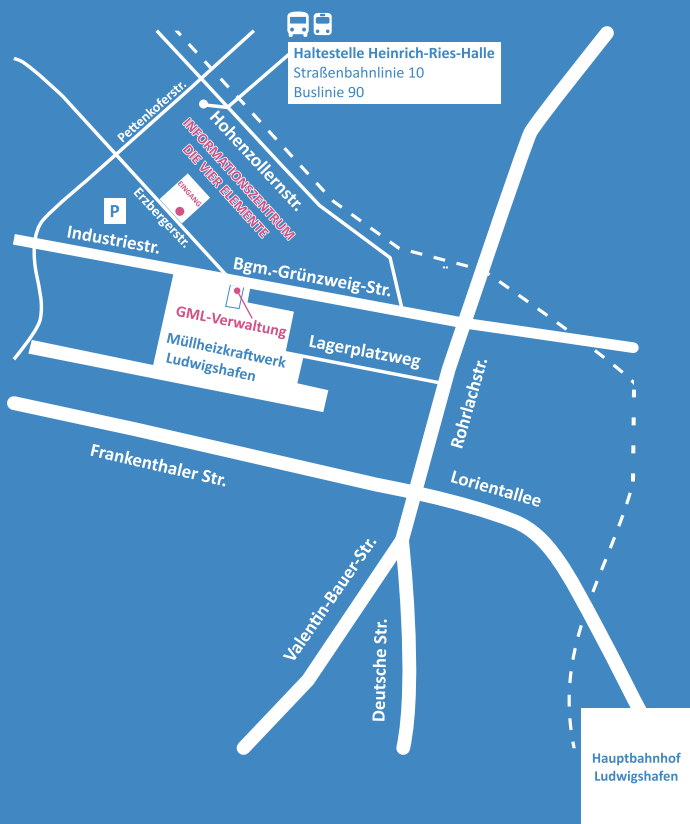 Haltestelle Heinrich-Ries-Halle
Straßenbahnlinie 10
Buslinie 90
Pettenkoferstr.
Hohenzollernstr.
INFORMATIONSZENTRUM
DIE VIER ELEMENTE
EINGANG
P
Erzbergerstr.
Industriestr.
Bgm.-Grünzweig-Str.
GML-Verwaltung
Müllheizkraftwerk
Ludwigshafen
Lagerplatzweg
Rohrlachstr.
Frankenthaler Str.
Lorientallee
Valentin-Bauer-Str.
Deutsche Str.
Hauptbahnhof
Ludwigshafen